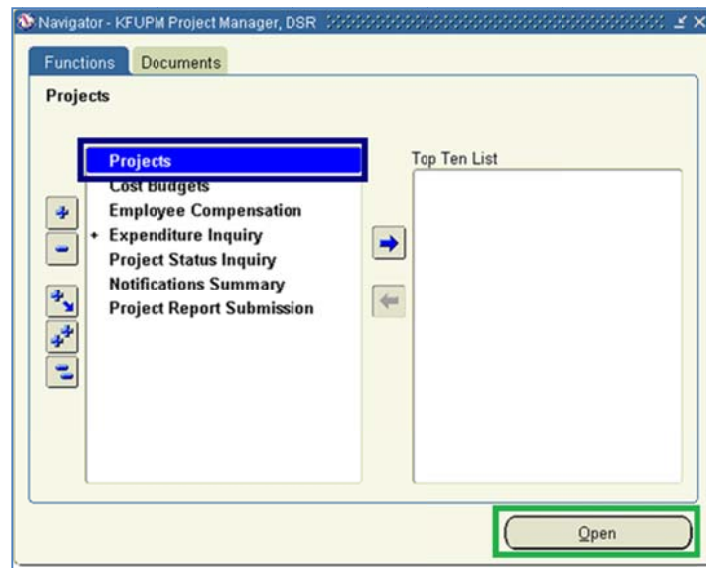 Navigator - KFUPM Project Manager, DSR
Functions Documents
Projects
Projects
Top Ten List
Cost Budgets
Employee Compensation
+ Expenditure Inquiry
Project Status Inquiry
Notifications Summary
Project Report Submission
Open